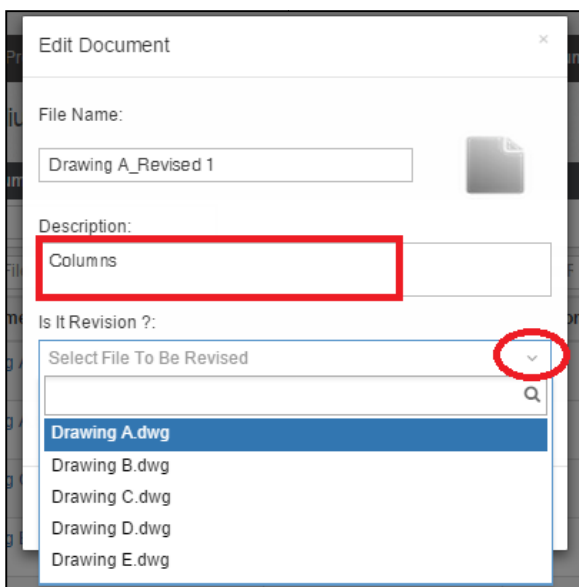 Edit Document
×
File Name:
Drawing A_Revised 1
Description:
Columns
Is It Revision ?:
Select File To Be Revised
Drawing A.dwg
Drawing B.dwg
Drawing C.dwg
Drawing D.dwg
Drawing E.dwg